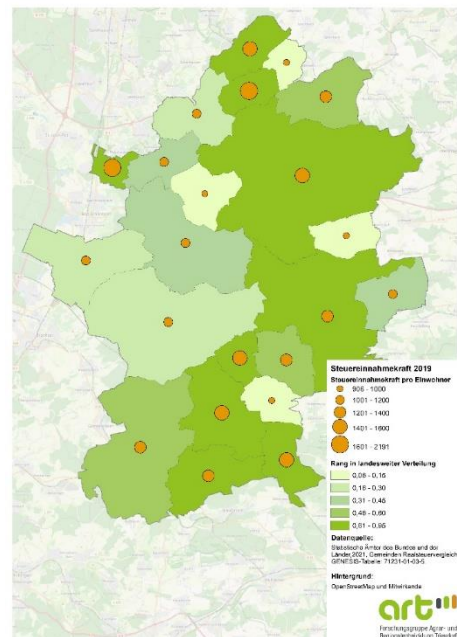 Steuereinnahmekraft 2019
Steuereinnahmekraft pro Einwohner
906 - 1000
1001 - 1200
1201 - 1400
1401 - 1600
1601 - 2191
Rang in landesweiter Verteilung
0,08 - 0,15
0,16 - 0,30
0,31 - 0,45
0,46 - 0,60
0,61 - 0,95
Datenquelle:
Statistische Ämter des Bundes und der
Länder, 2021, Gemeinden Realsteuervergleich
GENESIS-Tabelle: 71231-01-03-5
Hintergrund:
OpenStreetMap und Mitwirkende
art
Forschungsgruppe Agrar- und
Regionalentwicklung